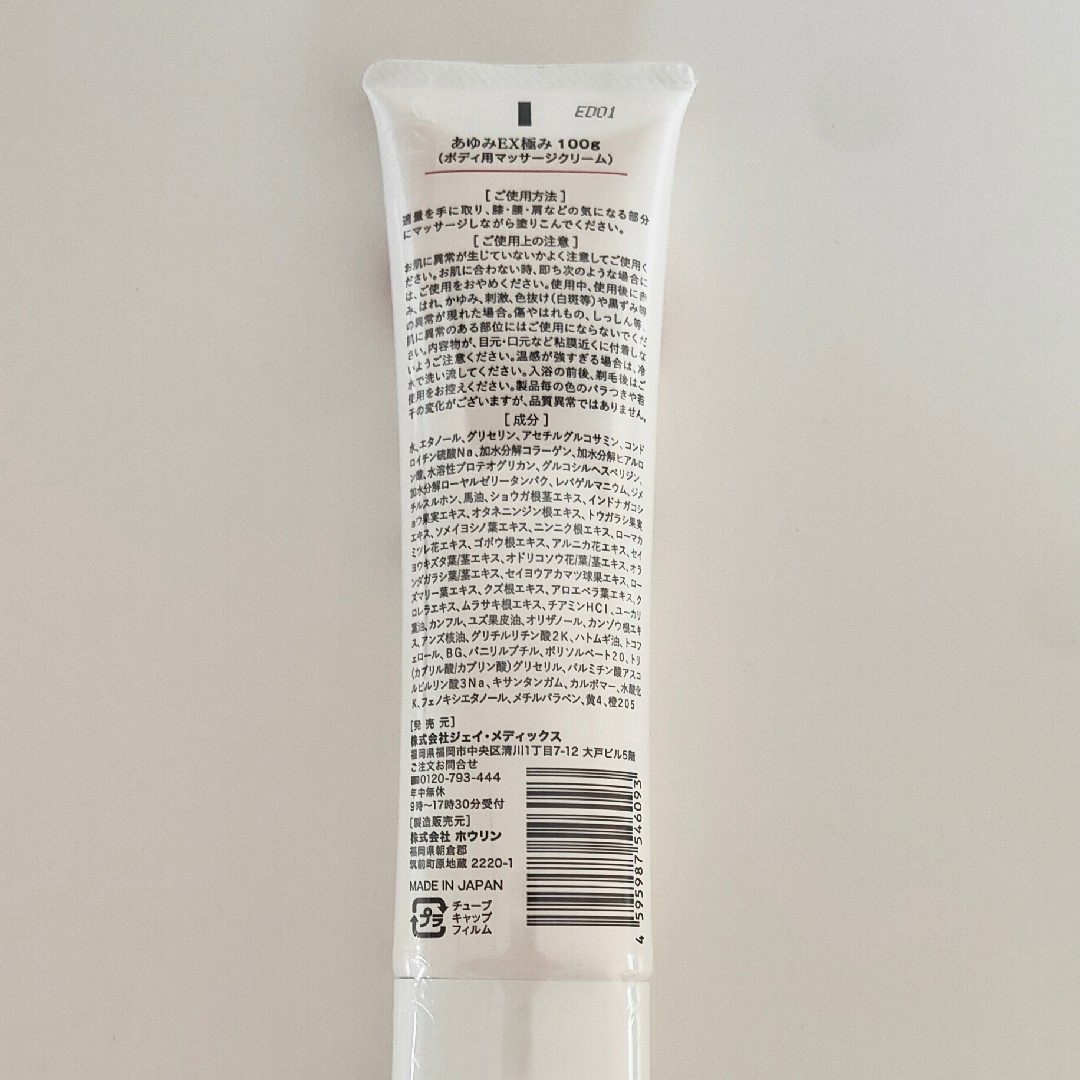 ED01
あゆみEX極み 100g
(ボディ用マッサージクリーム)
[ご使用方法]
適量を手に取り、膝・腰・肩などの気になる部分
にマッサージしながら塗りこんでください。
[ご使用上の注意]
お肌に異常が生じていないかよく注意してご使用く
ださい。お肌に合わない時、即ち次のような場合に
は、ご使用をおやめください。使用中、使用後に赤
み、はれ、かゆみ、刺激、色抜け(白斑等)や黒ずみ等
の異常が現れた場合。傷やはれもの、しっしん等、
肌に異常のある部位にはご使用にならないでくだ
さい。内容物が、目元・口元など粘膜近くに付着しな
いようご注意ください。温感が強すぎる場合は、冷
水で洗い流してください。入浴の前後、剃毛後はご
使用をお控えください。製品毎の色のバラつきや若
干の変化がございますが、品質異常ではありません。
[成分]
水、エタノール、グリセリン、アセチルグルコサミン、コンド
ロイチン硫酸Na、加水分解コラーゲン、加水分解ヒアルロ
ン酸、水溶性プロテオグリカン、グルコシルヘスペリジン、
加水分解ローヤルゼリータンパク、レパゲルマニウム、ジメ
チルスルホン、馬油、ショウガ根茎エキス、インドナガコシ
ョウ果実エキス、オタネニンジン根エキス、トウガラシ果実
エキス、ソメイヨシノ葉エキス、ニンニク根エキス、ローマカ
ミツレ花エキス、ゴボウ根エキス、アルニカ花エキス、セイ
ヨウキズタ葉/茎エキス、オドリコソウ花/葉/茎エキス、オラ
ンダガラシ葉/茎エキス、セイヨウアカマツ球果エキス、ロー
ズマリー葉エキス、クズ根エキス、アロエベラ葉エキス、ク
ロレラエキス、ムラサキ根エキス、チアミンHCl、ユーカリ
葉油、カンフル、ユズ果皮油、オリザノール、カンゾウ根エキ
ス、アンズ核油、グリチルリチン酸2K、ハトムギ油、トコフ
ェロール、BG、バニリルブチル、ポリソルベート20、トリ
(カプリル酸/カプリン酸)グリセリル、パルミチン酸アスコ
ルビルリン酸3Na、キサンタンガム、カルボマー、水酸化
K、フェノキシエタノール、メチルパラベン、黄4、橙205
[発売元]
株式会社ジェイ・メディックス
福岡県福岡市中央区清川1丁目7-12 大戸ビル5階
ご注文お問合せ
0120-793-444
年中無休
9時～17時30分受付
[製造販売元]
株式会社 ホウリン
福岡県朝倉郡
筑前町原地蔵 2220-1
MADE IN JAPAN
プラ
チューブ
キャップ
フィルム
4 595987 546093